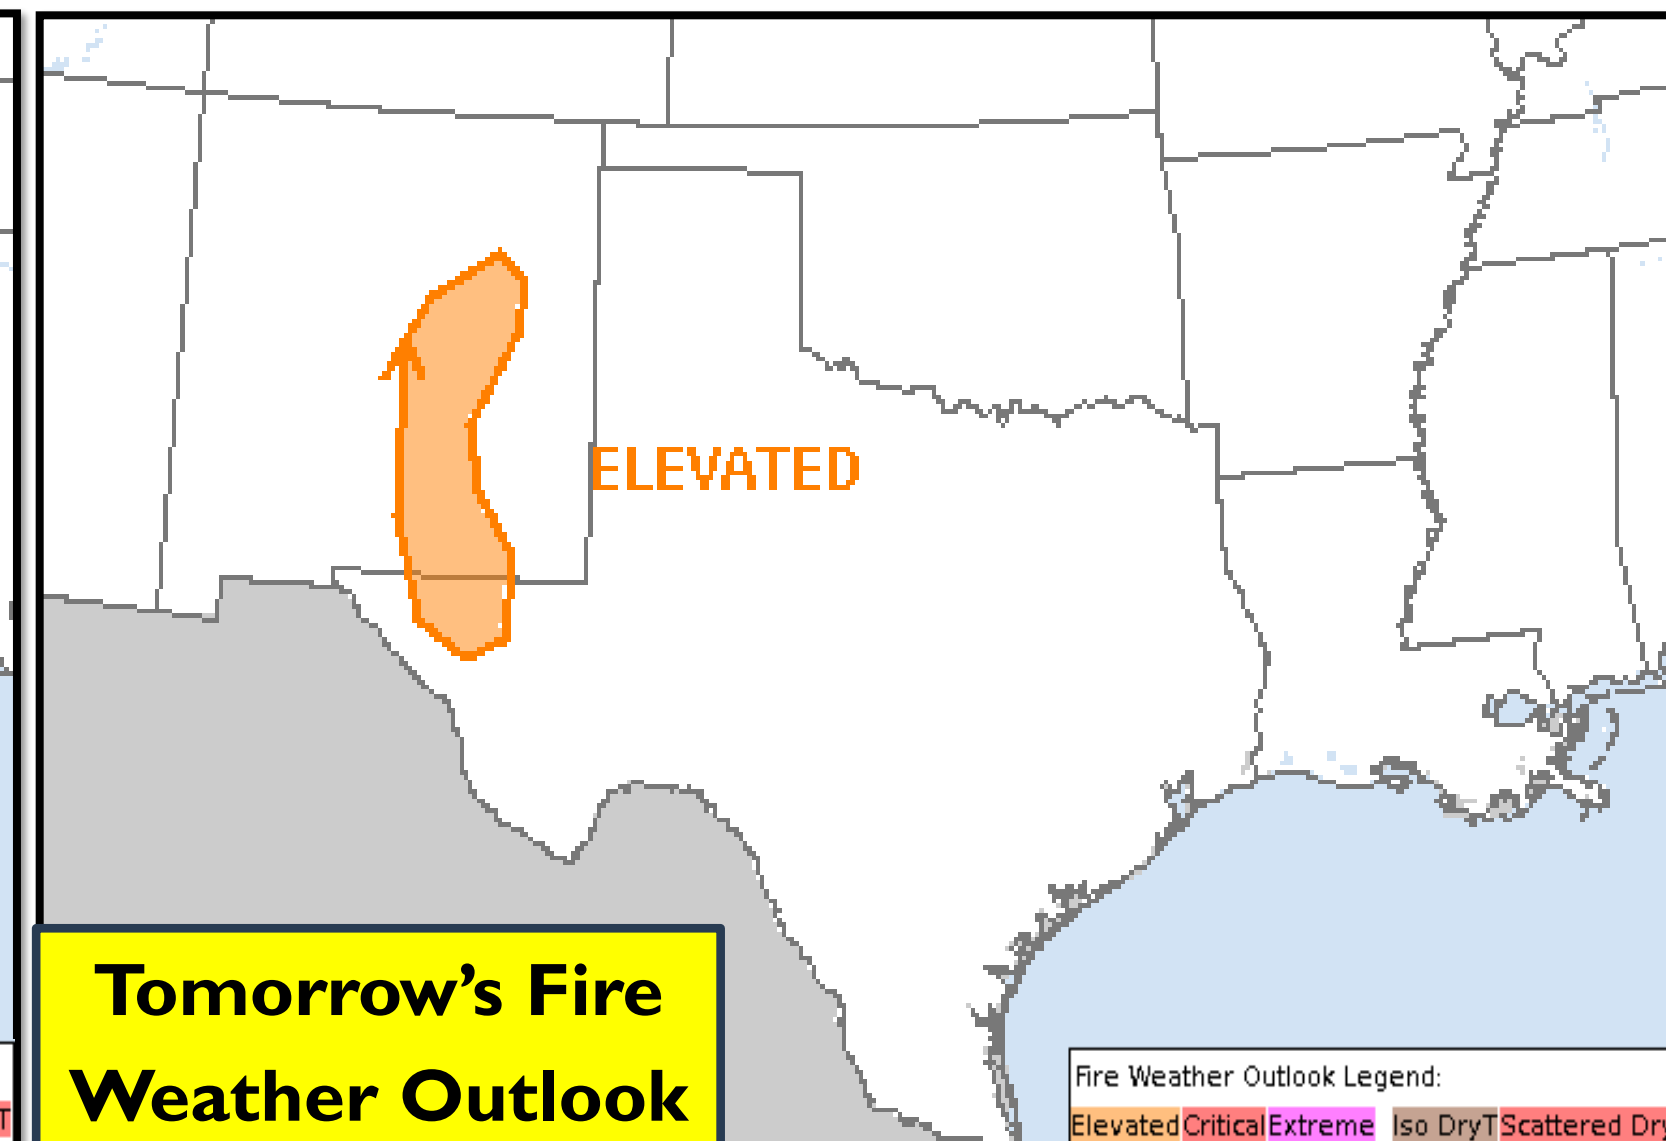 ELEVATED
Tomorrow’s Fire
Weather Outlook
Fire Weather Outlook Legend:
Elevated Critical Extreme Iso DryT Scattered Dry
T